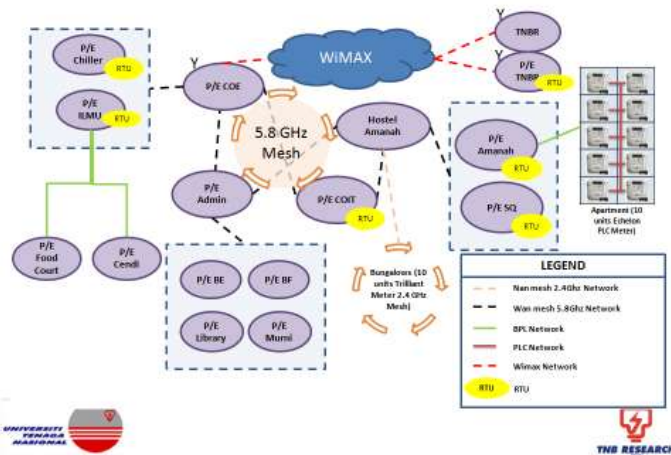 P/E
Chiller
RTU
P/E
ILMU
RTU
P/E COE
WiMAX
TNBR
P/E
TNBR
RTU
5.8 GHz
Mesh
Hostel
Amanah
P/E
Admin
P/E COIT
RTU
P/E
Amanah
RTU
P/E SQ
RTU
Apartment (10
units Echelon
PLC Meter)
P/E
Food
Court
P/E
Cendi
P/E BE
P/E BF
P/E
Library
P/E
Murni
Bungalows (10
units Trilliant
Meter 2.4 GHz
Mesh)
LEGEND
Nan mesh 2.4Ghz Network
Wan mesh 5.8Ghz Network
BPL Network
PLC Network
Wimax Network
RTU
RTU
UNIVERSITI
TENAGA
NASIONAL
TNB RESEARCH